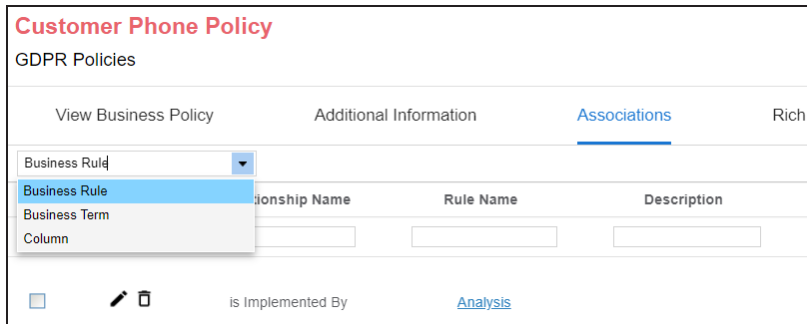 Customer Phone Policy
GDPR Policies
View Business Policy Additional Information Associations Rich
Business Rule
Business Rule
Business Term
Column
tionship Name Rule Name Description
is Implemented By Analysis